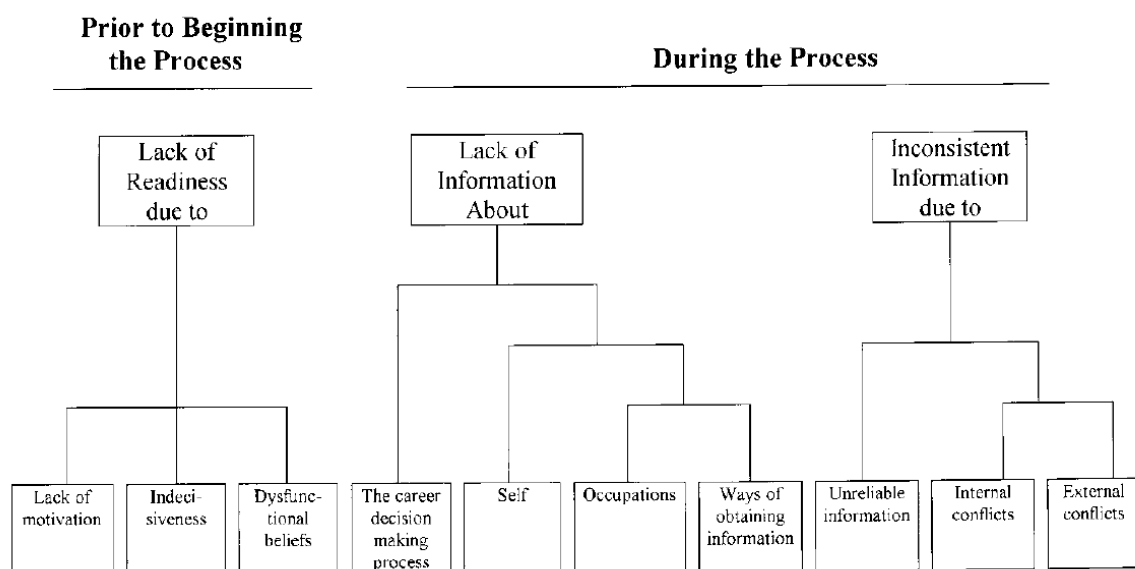 Prior to Beginning
the Process
During the Process
Lack of
Readiness
due to
Lack of
Information
About
Inconsistent
Information
due to
Lack of
motivation
Indeci-
siveness
Dysfunc-
tional
beliefs
The career
decision
making
process
Self
Occupations
Ways of
obtaining
information
Unreliable
information
Internal
conflicts
External
conflicts